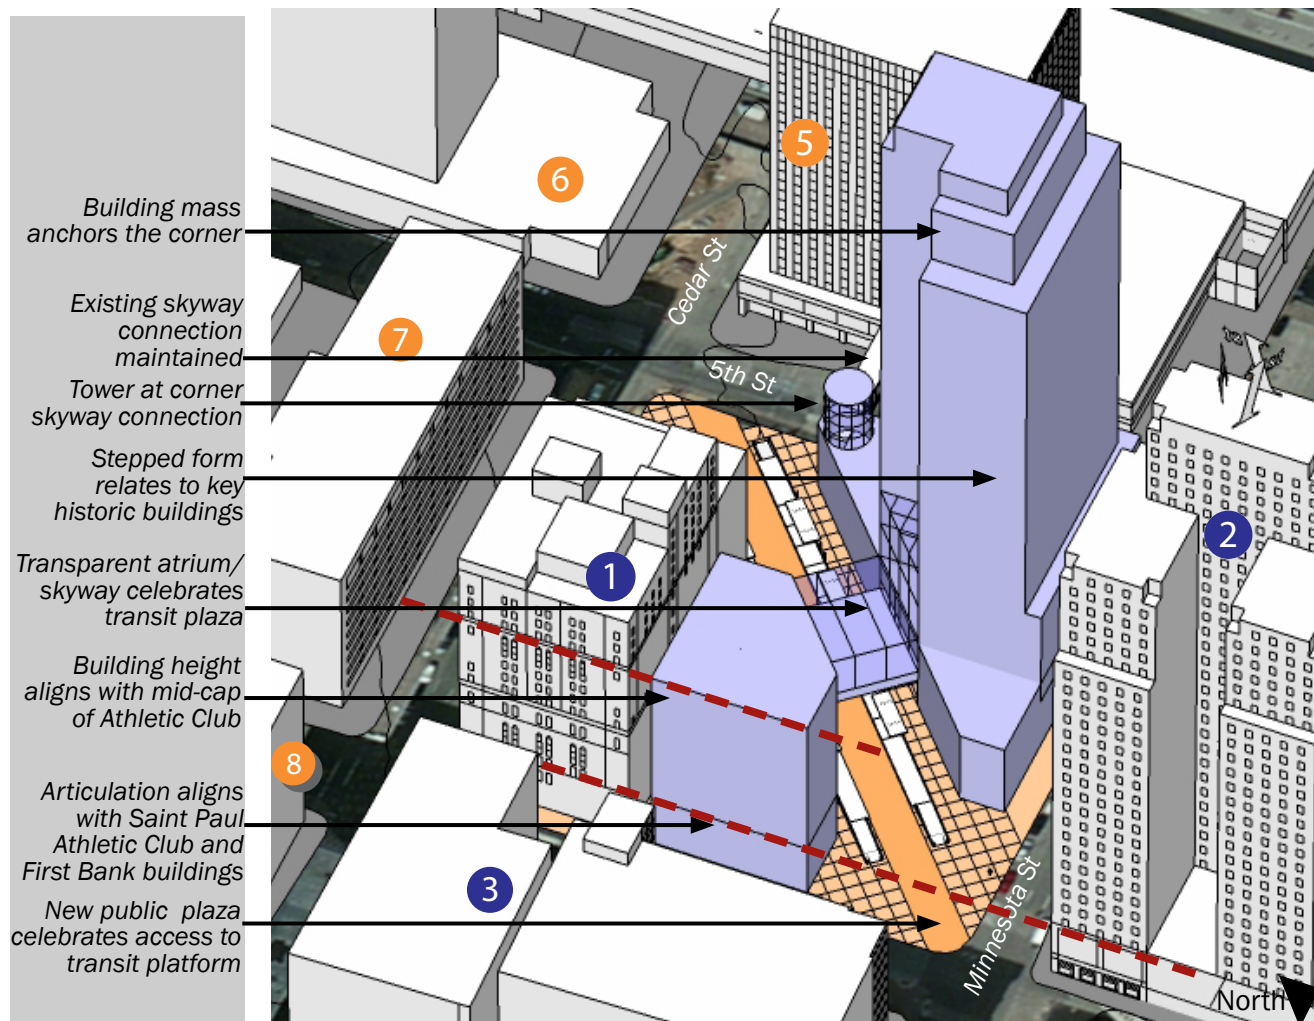 Building mass
anchors the corner
Existing skyway
connection
maintained
Tower at corner
skyway connection
Stepped form
relates to key
historic buildings
Transparent atrium/
skyway celebrates
transit plaza
Building height
aligns with mid-cap
of Athletic Club
Articulation aligns
with Saint Paul
Athletic Club and
First Bank buildings
New public plaza
celebrates access to
transit platform
5
6
7
Cedar St
5th St
2
1
8
3
Minnesota St
North